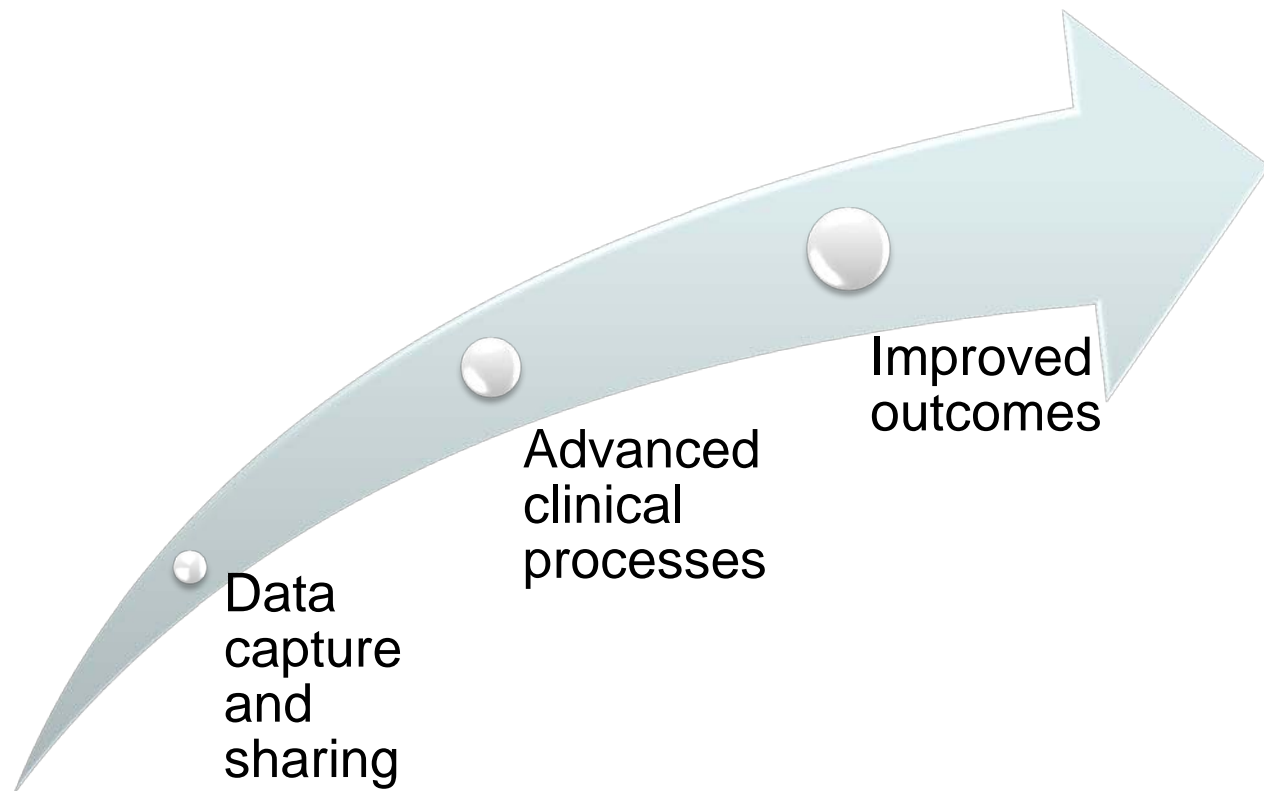 Data
capture
and
sharing
Advanced
clinical
processes
Improved
outcomes